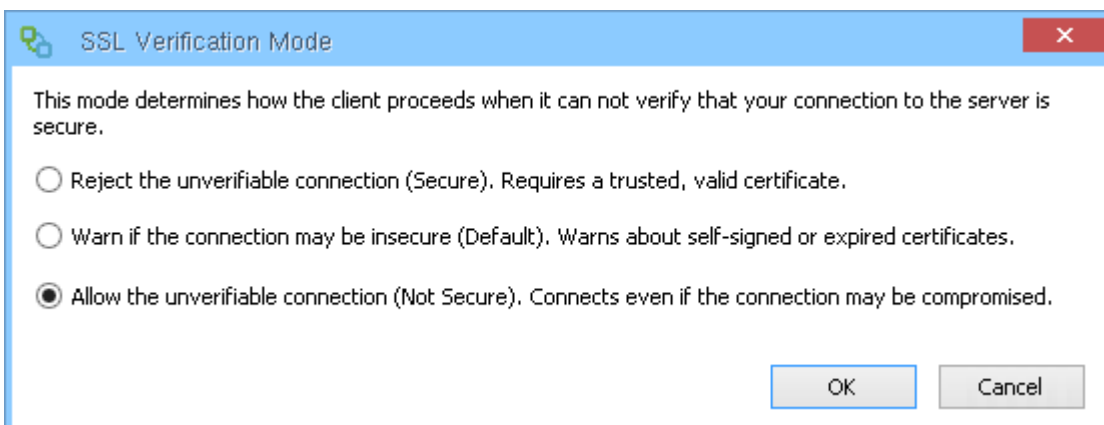 SSL Verification Mode
This mode determines how the client proceeds when it can not verify that your connection to the server is
secure.
Reject the unverifiable connection (Secure). Requires a trusted, valid certificate.
Warn if the connection may be insecure (Default). Warns about self-signed or expired certificates.
Allow the unverifiable connection (Not Secure). Connects even if the connection may be compromised.
OK Cancel